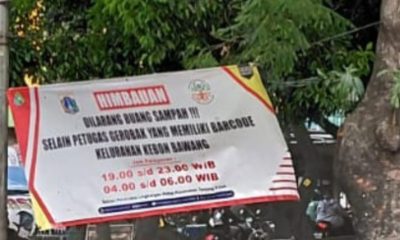 HIMBAUAN
DILARANG BUANG SAMPAH !!!
SELAIN PETUGAS GEROBAK YANG MEMILIKI BARCODE
KELURAHAN KEBON BAWANG
19.00 s/d 23.00 WIB
04.00 s/d 06.00 WIB